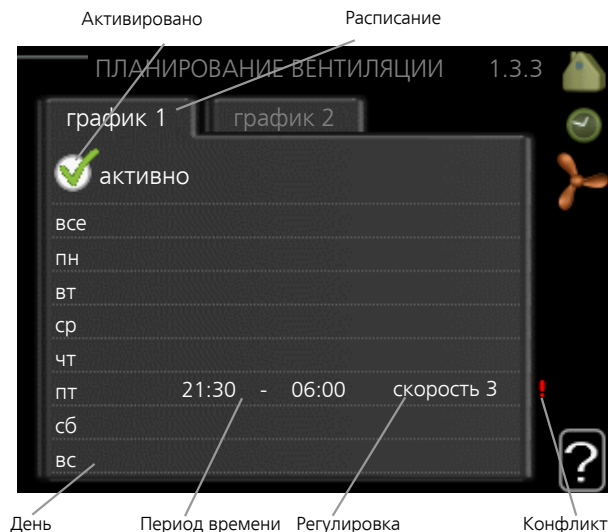 Активировано Расписание
ПЛАНИРОВАНИЕ ВЕНТИЛЯЦИИ 1.3.3
график 1 график 2
активно
все
пн
вт
ср
чт
пт 21:30 - 06:00 скорость 3 !
сб
вс ?
День Период времени Регулировка Конфликт